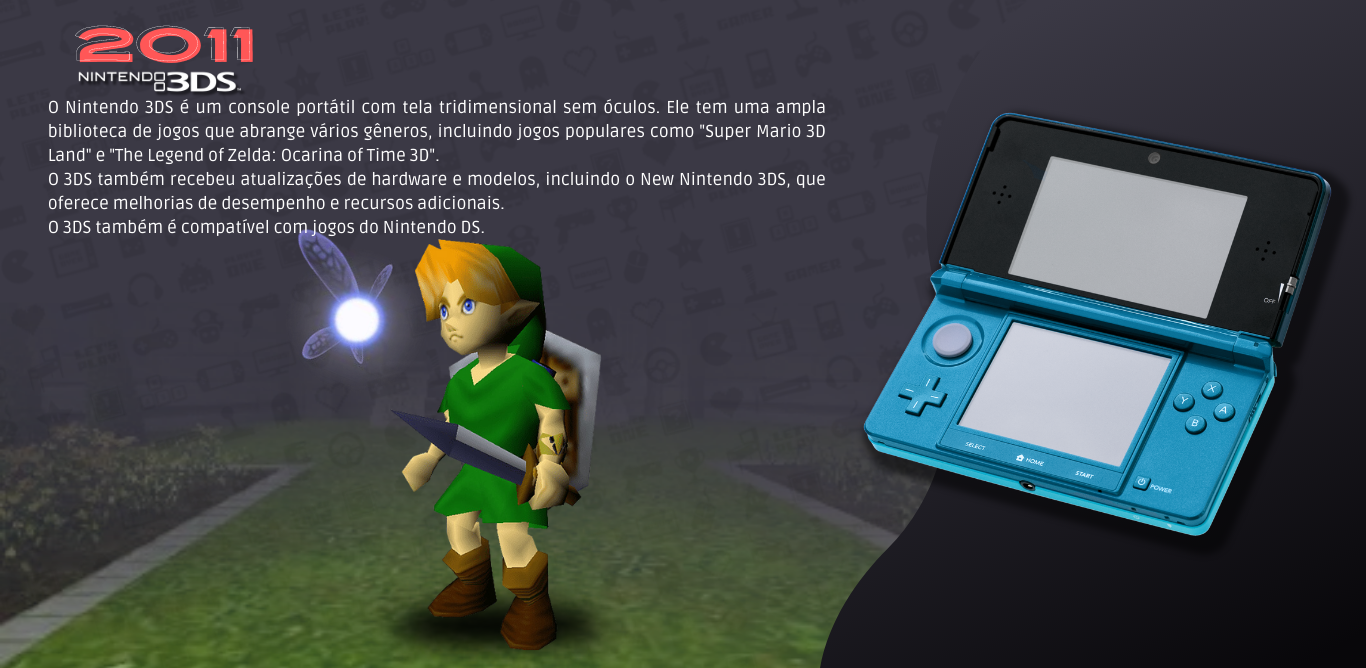 2011
NINTENDO 3DS™
O Nintendo 3DS é um console portátil com tela tridimensional sem óculos. Ele tem uma ampla
biblioteca de jogos que abrange vários gêneros, incluindo jogos populares como "Super Mario 3D
Land" e "The Legend of Zelda: Ocarina of Time 3D".
O 3DS também recebeu atualizações de hardware e modelos, incluindo o New Nintendo 3DS, que
oferece melhorias de desempenho e recursos adicionais.
O 3DS também é compatível com jogos do Nintendo DS.
OFF
X
Y
A
B
SELECT
HOME
START
POWER